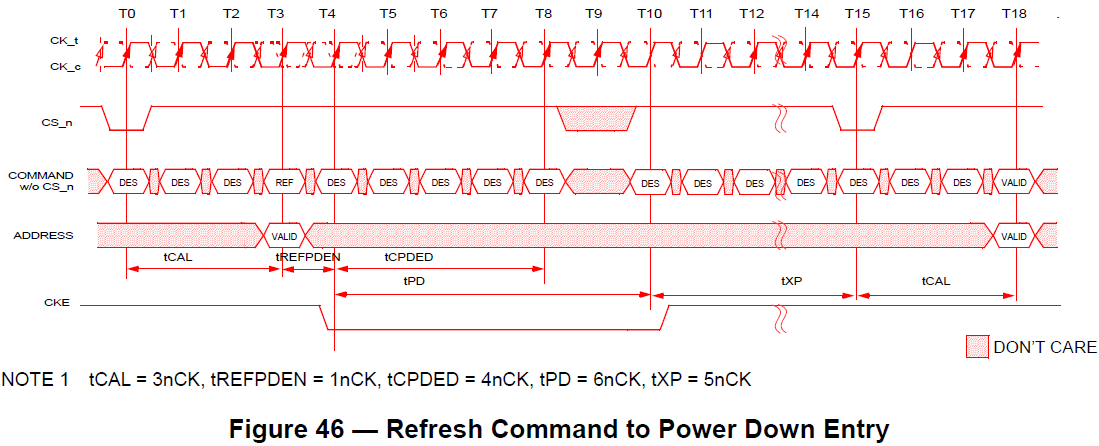 T0 T1 T2 T3 T4 T5 T6 T7 T8 T9 T10 T11 T12 T14 T15 T16 T17 T18 .
CK_t
CK_c
CS_n
COMMAND
w/o CS_n
DES DES DES REF DES DES DES DES DES DES DES DES DES DES DES DES VALID
ADDRESS
VALID VALID
tCAL tREFPDEN tCPDED
tPD tXP tCAL
CKE
DON'T CARE
NOTE 1 tCAL = 3nCK, tREFPDEN = 1nCK, tCPDED = 4nCK, tPD = 6nCK, tXP = 5nCK
Figure 46 — Refresh Command to Power Down Entry